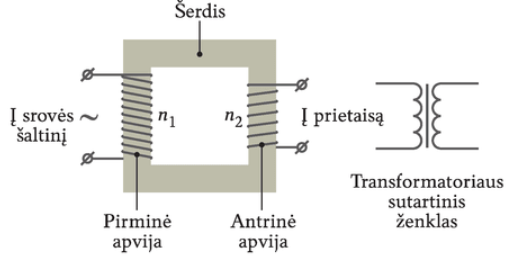 Šerdis
Į srovės ~
šaltinį
n1
n2
Į prietaisą
Pirminė
apvija
Antrinė
apvija
Transformatoriaus
sutartinis
ženklas